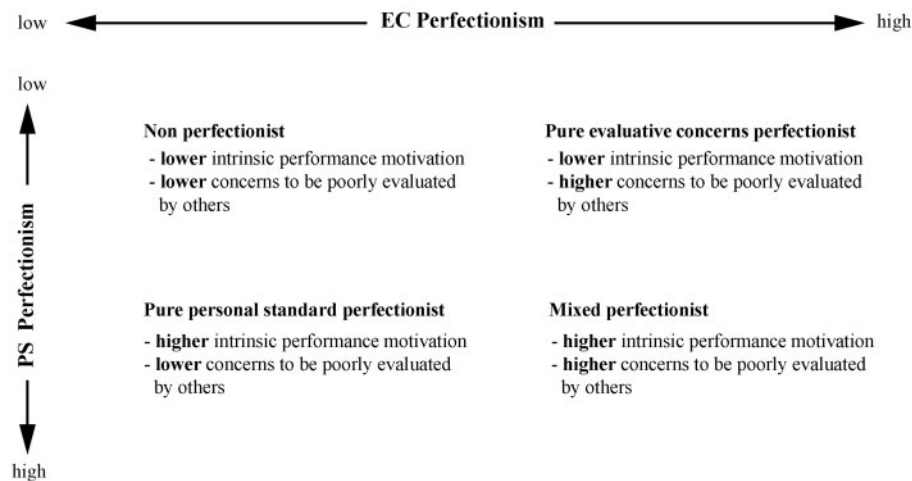 low EC Perfectionism high
low
Non perfectionist
- lower intrinsic performance motivation
- lower concerns to be poorly evaluated
by others
Pure evaluative concerns perfectionist
- lower intrinsic performance motivation
- higher concerns to be poorly evaluated
by others
PS Perfectionism
Pure personal standard perfectionist
- higher intrinsic performance motivation
- lower concerns to be poorly evaluated
by others
Mixed perfectionist
- higher intrinsic performance motivation
- higher concerns to be poorly evaluated
by others
high